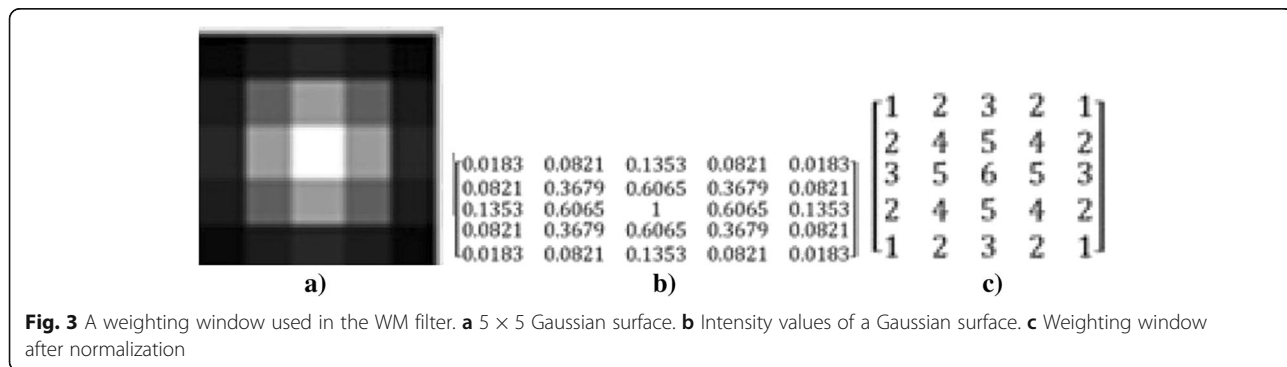 0.0183 0.0821 0.1353 0.0821 0.0183
0.0821 0.3679 0.6065 0.3679 0.0821
0.1353 0.6065 1 0.6065 0.1353
0.0821 0.3679 0.6065 0.3679 0.0821
0.0183 0.0821 0.1353 0.0821 0.0183
1 2 3 2 1
2 4 5 4 2
3 5 6 5 3
2 4 5 4 2
1 2 3 2 1
a) b) c)
Fig. 3 A weighting window used in the WM filter. a 5 × 5 Gaussian surface. b Intensity values of a Gaussian surface. c Weighting window
after normalization